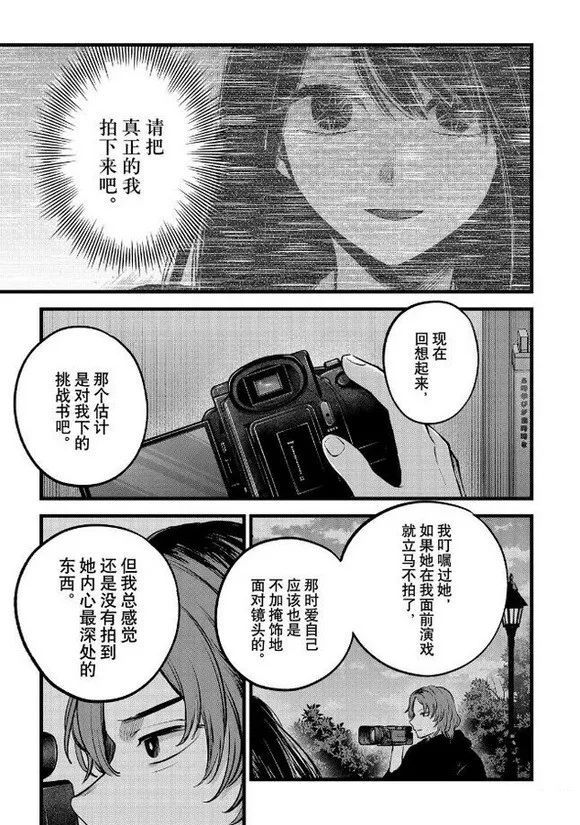 请把
真正的我
拍下来吧。
现在
回想起来，
那个估计
是对我下的
挑战书吧。
我叮嘱过她，
如果她在我面前演戏
就立马不拍了，
那时爱自己
应该也是
不加掩饰地
面对镜头的。
但我总感觉
还是没有拍到
她内心最深处的
东西。